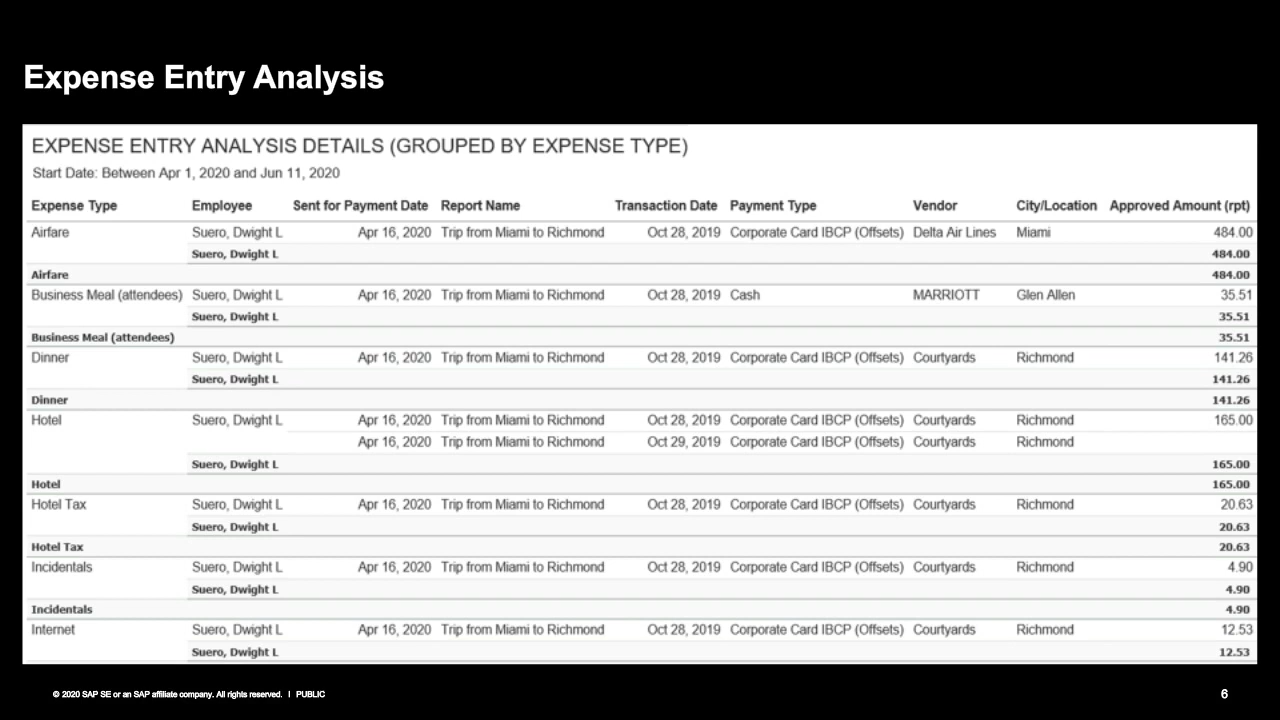 Expense Entry Analysis
EXPENSE ENTRY ANALYSIS DETAILS (GROUPED BY EXPENSE TYPE)
Start Date: Between Apr 1, 2020 and Jun 11, 2020
Expense Type Employee Sent for Payment Date Report Name Transaction Date Payment Type Vendor City/Location Approved Amount (rpt)
Airfare Suero, Dwight L Apr 16, 2020 Trip from Miami to Richmond Oct 28, 2019 Corporate Card IBCP (Offsets) Delta Air Lines Miami 484.00
Suero, Dwight L 484.00
Airfare 484.00
Business Meal (attendees) Suero, Dwight L Apr 16, 2020 Trip from Miami to Richmond Oct 28, 2019 Cash MARRIOTT Glen Allen 35.51
Suero, Dwight L 35.51
Business Meal (attendees) 35.51
Dinner Suero, Dwight L Apr 16, 2020 Trip from Miami to Richmond Oct 28, 2019 Corporate Card IBCP (Offsets) Courtyards Richmond 141.26
Suero, Dwight L 141.26
Dinner 141.26
Hotel Suero, Dwight L Apr 16, 2020 Trip from Miami to Richmond Oct 28, 2019 Corporate Card IBCP (Offsets) Courtyards Richmond 165.00
Apr 16, 2020 Trip from Miami to Richmond Oct 29, 2019 Corporate Card IBCP (Offsets) Courtyards Richmond
Suero, Dwight L 165.00
Hotel 165.00
Hotel Tax Suero, Dwight L Apr 16, 2020 Trip from Miami to Richmond Oct 28, 2019 Corporate Card IBCP (Offsets) Courtyards Richmond 20.63
Suero, Dwight L 20.63
Hotel Tax 20.63
Incidentals Suero, Dwight L Apr 16, 2020 Trip from Miami to Richmond Oct 28, 2019 Corporate Card IBCP (Offsets) Courtyards Richmond 4.90
Suero, Dwight L 4.90
Incidentals 4.90
Internet Suero, Dwight L Apr 16, 2020 Trip from Miami to Richmond Oct 28, 2019 Corporate Card IBCP (Offsets) Courtyards Richmond 12.53
Suero, Dwight L 12.53
© 2020 SAP SE or an SAP affiliate company. All rights reserved. | PUBLIC 6